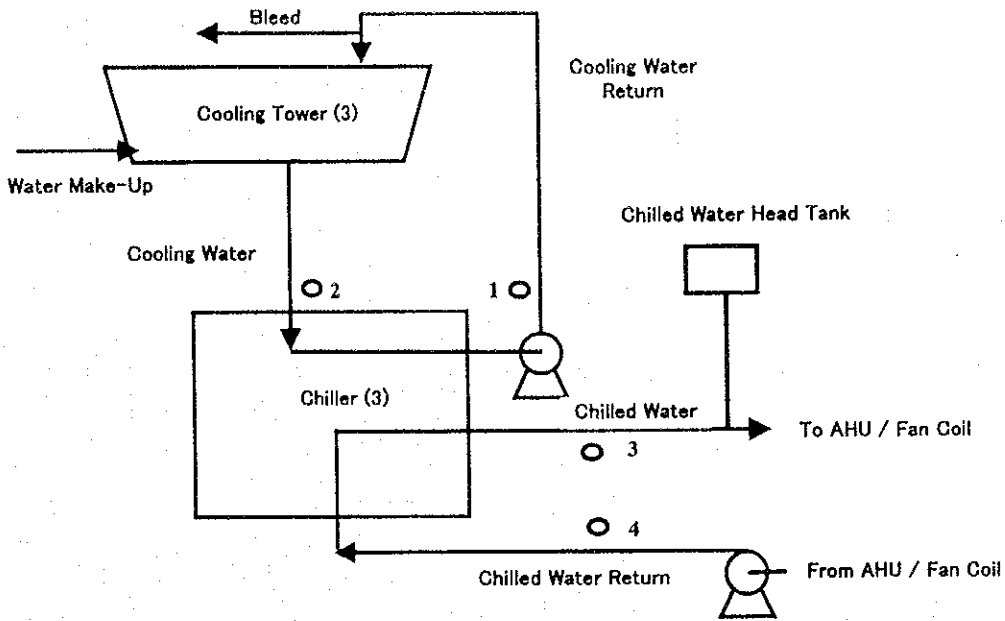 Bleed
Cooling Water
Return
Cooling Tower (3)
Water Make-Up
Chilled Water Head Tank
Cooling Water
2
1
Chiller (3)
Chilled Water
To AHU / Fan Coil
3
4
Chilled Water Return
From AHU / Fan Coil